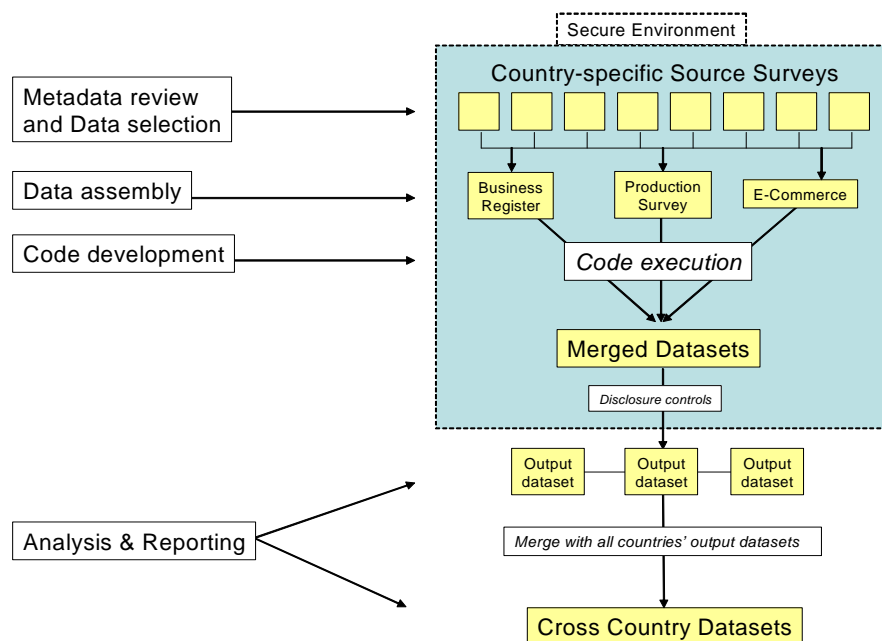 Secure Environment
Country-specific Source Surveys
Metadata review
and Data selection
Data assembly
Business
Register
Production
Survey
E-Commerce
Code development
Code execution
Merged Datasets
Disclosure controls
Output
dataset
Output
dataset
Output
dataset
Analysis & Reporting
Merge with all countries' output datasets
Cross Country Datasets